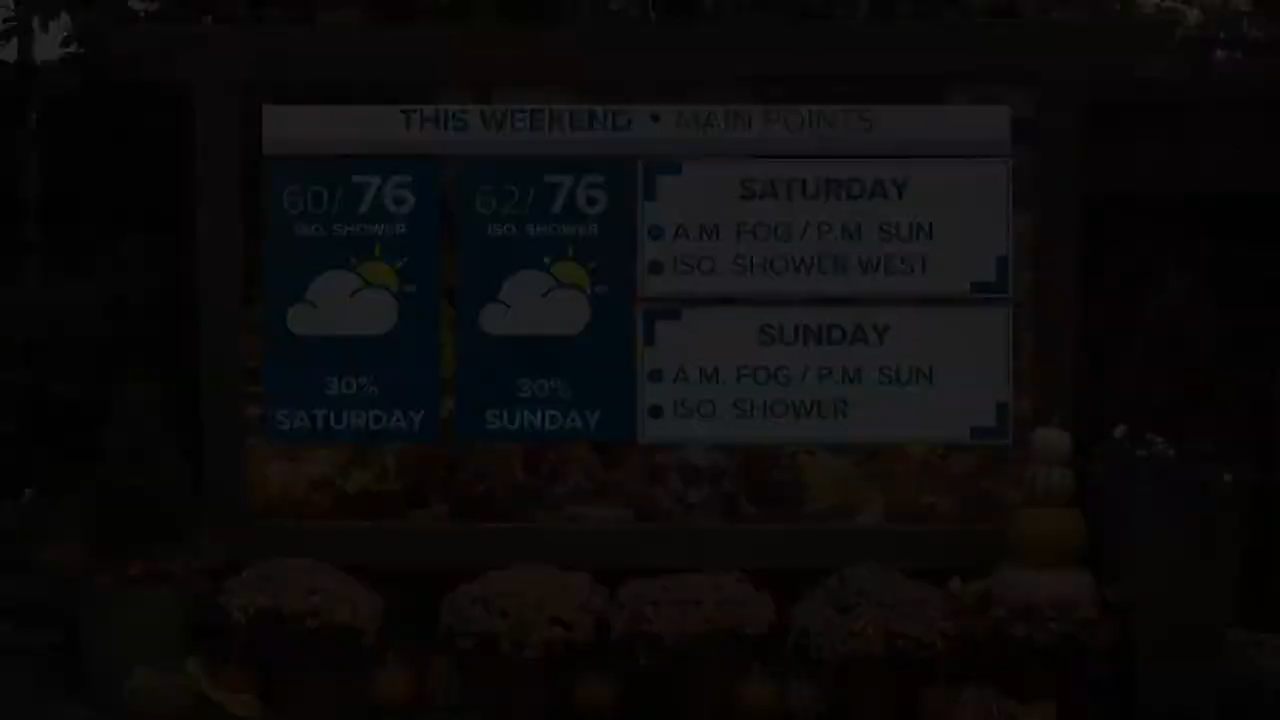 THIS WEEKEND • MAIN POINTS
60/76
ISO. SHOWER
30%
SATURDAY
62/76
ISO. SHOWER
30%
SUNDAY
SATURDAY
A.M. FOG / P.M. SUN
ISO. SHOWER WEST
SUNDAY
A.M. FOG / P.M. SUN
ISO. SHOWER